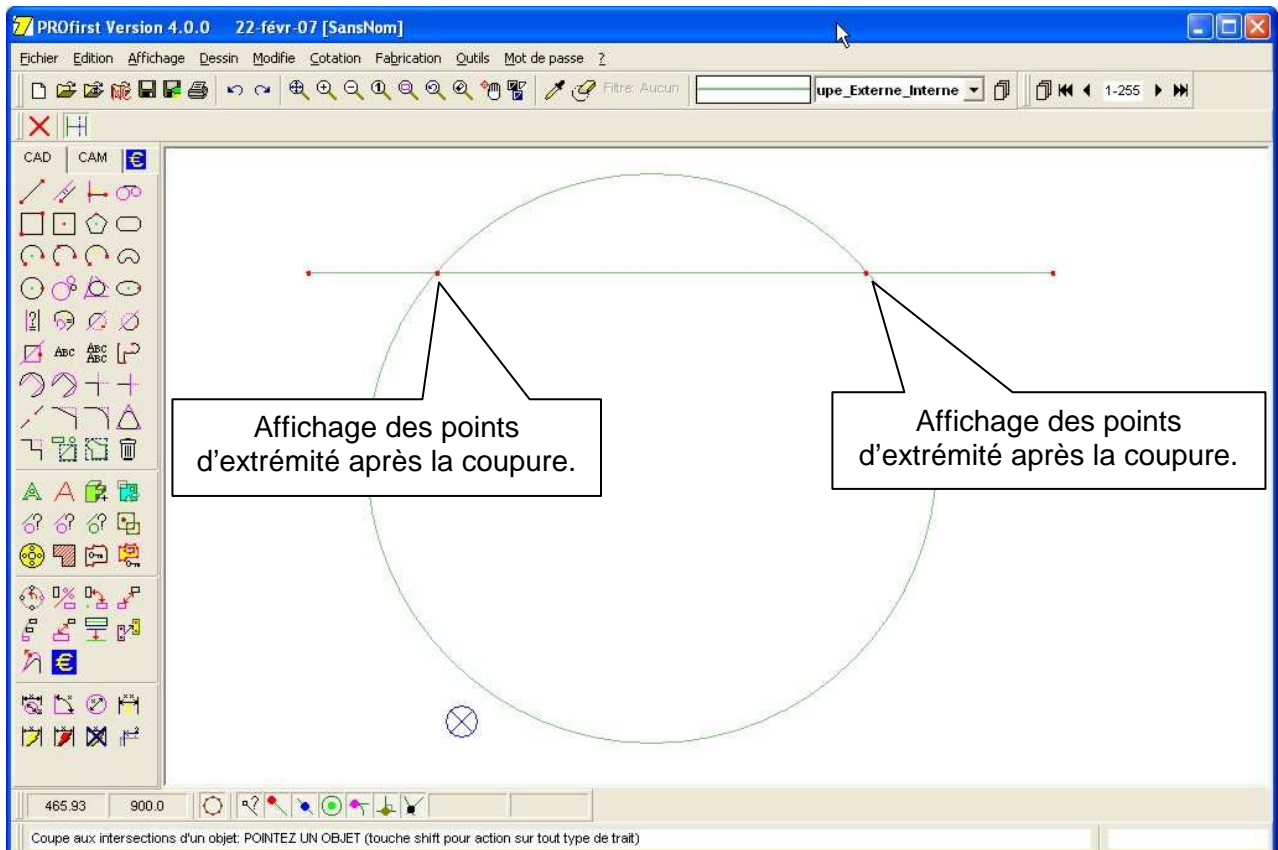 PROfirst Version 4.0.0 22-févr-07 [SansNom]
Fichier Edition Affichage Dessin Modifie Cotation Fabrication Outils Mot de passe ?
Filtre: Aucun upe_Externe_Interne 1-255
CAD CAM €
ABC ABC ABC
Affichage des points
d'extrémité après la coupure.
Affichage des points
d'extrémité après la coupure.
€
465.93 900.0
Coupe aux intersections d'un objet: POINTEZ UN OBJET (touche shift pour action sur tout type de trait)